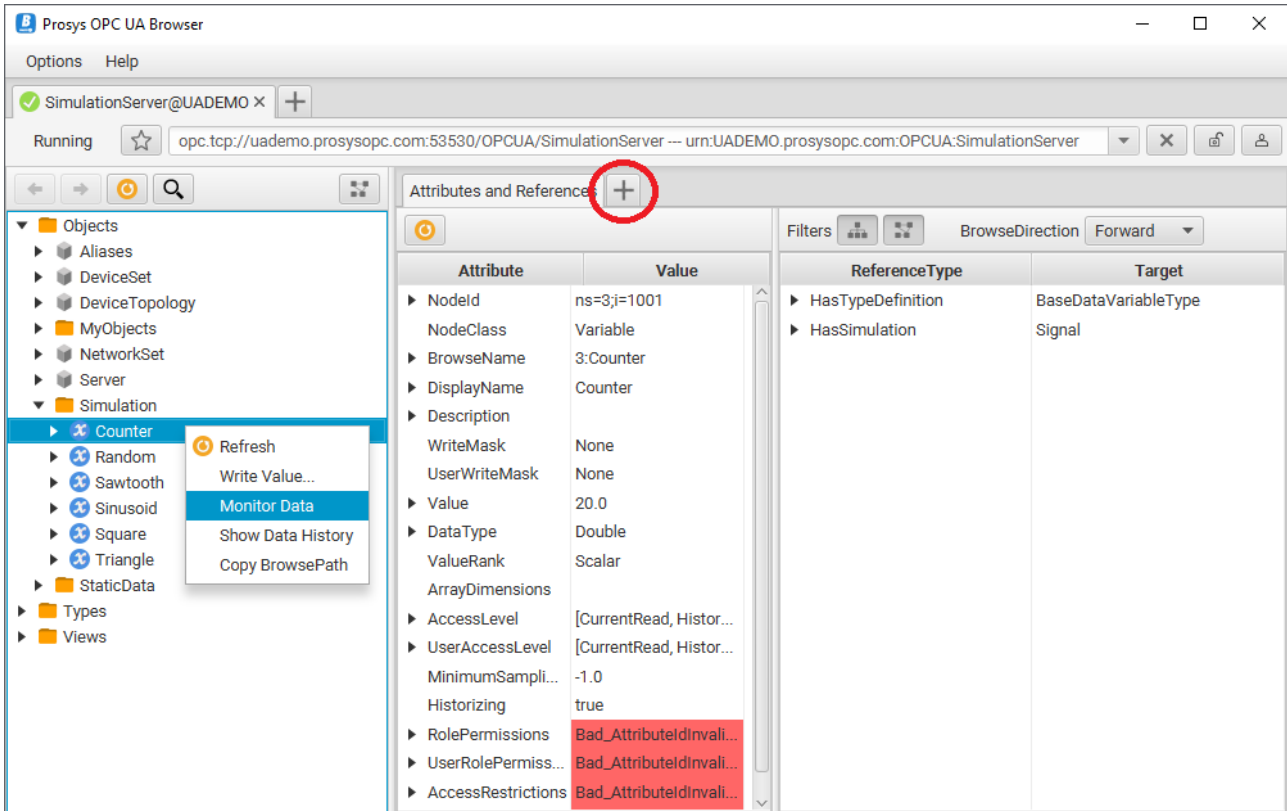 Prosys OPC UA Browser
Options Help
SimulationServer@UADEMO
Running opc.tcp://uademo.prosysopc.com:53530/OPCUA/SimulationServer --- urn:UADEMO.prosysopc.com:OPCUA:SimulationServer
Objects
Aliases
DeviceSet
DeviceTopology
MyObjects
NetworkSet
Server
Simulation
Counter
Random
Sawtooth
Sinusoid
Square
Triangle
StaticData
Types
Views
Refresh
Write Value...
Monitor Data
Show Data History
Copy BrowsePath
Attributes and References
Attribute Value
NodeId ns=3;i=1001
NodeClass Variable
BrowseName 3:Counter
DisplayName Counter
Description
WriteMask None
UserWriteMask None
Value 20.0
DataType Double
ValueRank Scalar
ArrayDimensions
AccessLevel [CurrentRead, Histor...
UserAccessLevel [CurrentRead, Histor...
MinimumSampli... -1.0
Historizing true
RolePermissions Bad_AttributeIdInvali...
UserRolePermiss... Bad_AttributeIdInvali...
AccessRestrictions Bad_AttributeIdInvali...
Filters BrowseDirection Forward
ReferenceType Target
HasTypeDefinition BaseDataVariableType
HasSimulation Signal